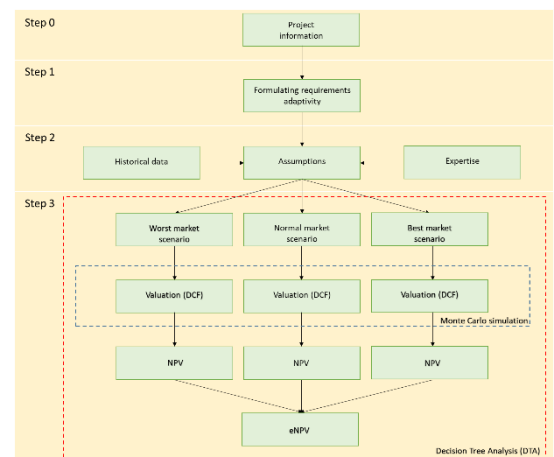 Step 0
Project
information
Step 1
Formulating requirements
adaptivity
Step 2
Historical data
Assumptions
Expertise
Step 3
Worst market
scenario
Normal market
scenario
Best market
scenario
Valuation (DCF)
Valuation (DCF)
Valuation (DCF)
Monte Carlo simulation
NPV
NPV
NPV
eNPV
Decision Tree Analysis (DTA)